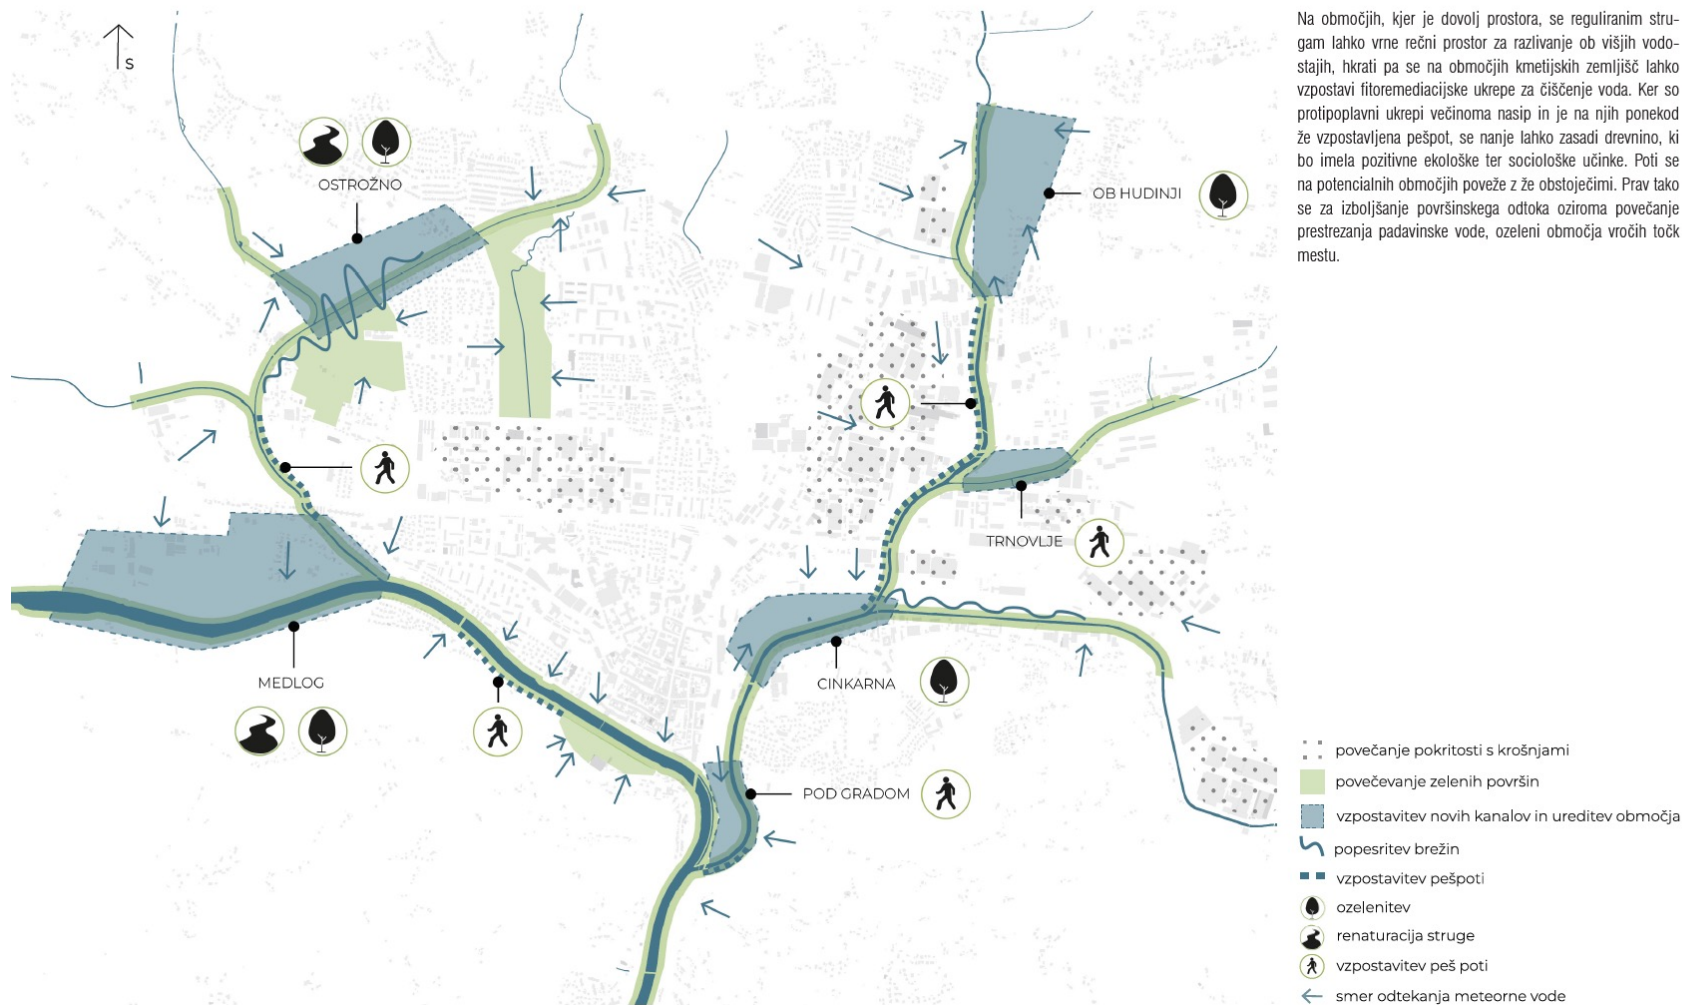 Na območjih, kjer je dovolj prostora, se reguliranim stru-
gam lahko vrne rečni prostor za razlivanje ob višjih vodo-
stajih, hkrati pa se na območjih kmetijskih zemljišč lahko
vzpostavi fitoremediacijske ukrepe za čiščenje voda. Ker so
protipoplavni ukrepi večinoma nasip in je na njih ponekod
že vzpostavljena pešpot, se nanje lahko zasadi drevnino, ki
bo imela pozitivne ekološke ter sociološke učinke. Poti se
na potencialnih območjih poveže z že obstoječimi. Prav tako
se za izboljšanje površinskega odtoka oziroma povečanje
prestrezanja padavinske vode, ozeleni območja vročih točk
mestu.
S
OSTROŽNO
OB HUDINJI
TRNOVLJE
MEDLOG
CINKARNA
POD GRADOM
povečanje pokritosti s krošnjami
povečevanje zelenih površin
vzpostavitev novih kanalov in ureditev območja
popesritev brežin
vzpostavitev pešpoti
ozelenitev
renaturacija struge
vzpostavitev peš poti
smer odtekanja meteorne vode